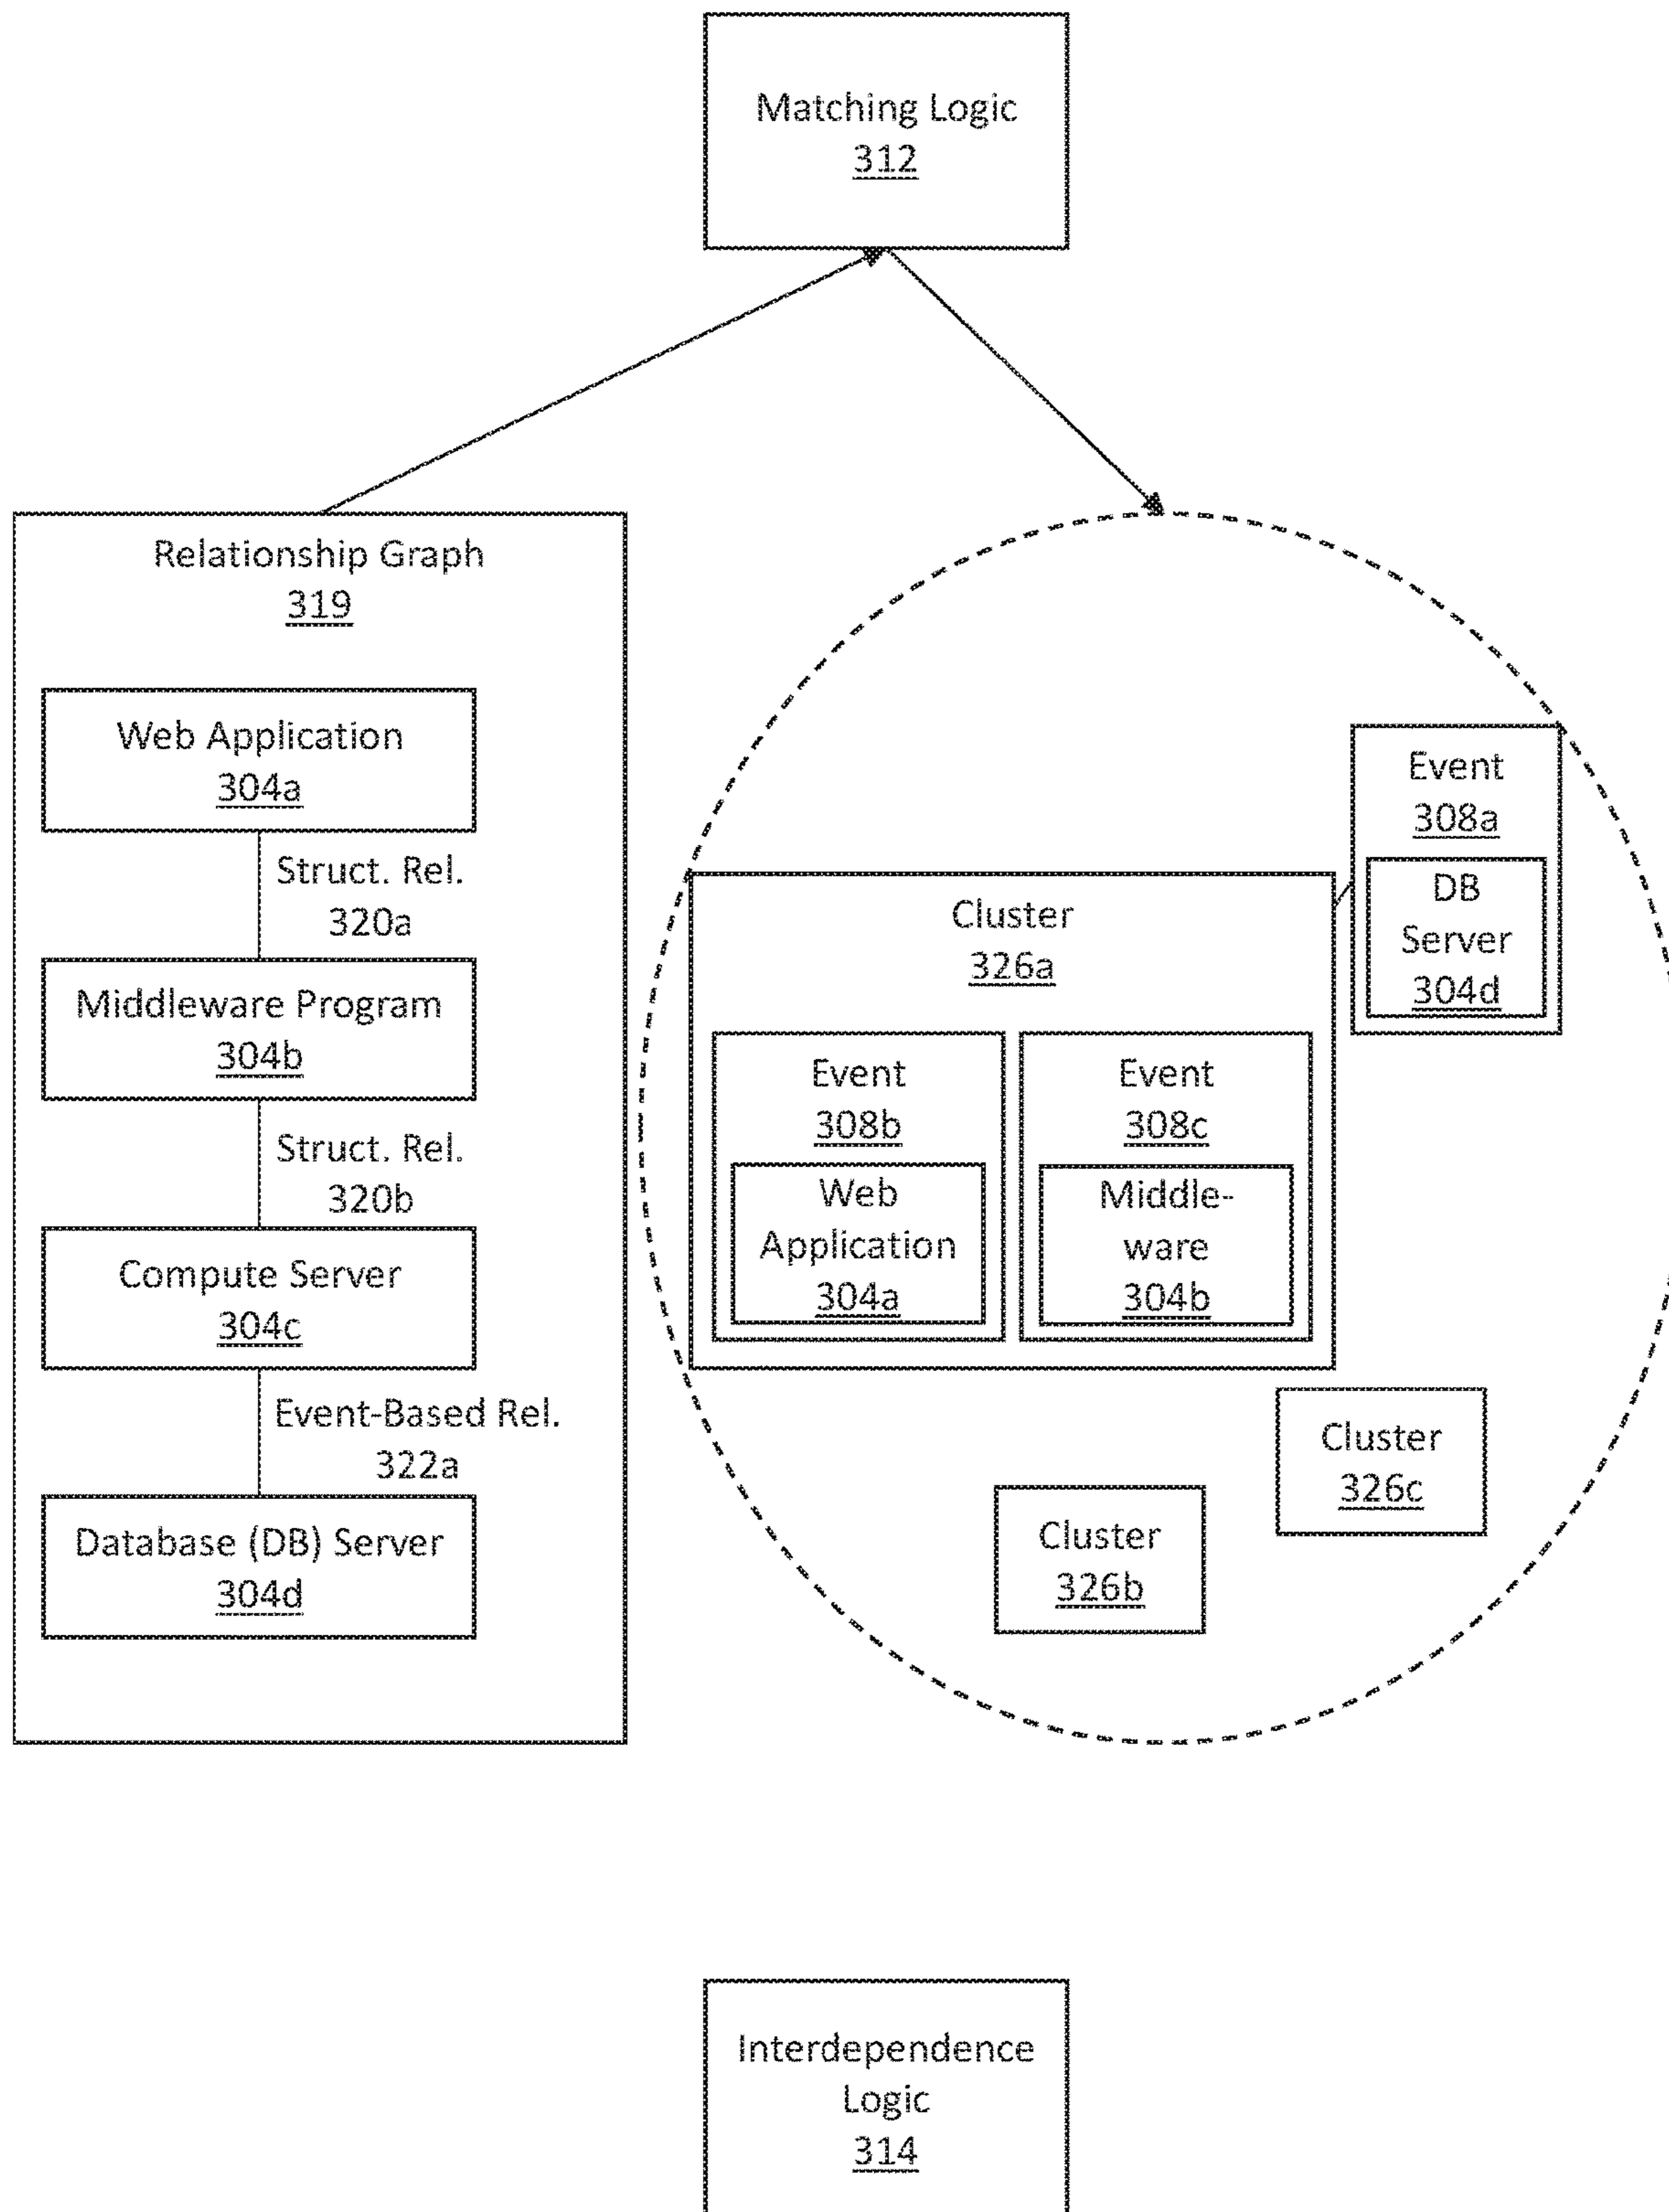 Matching Logic
312
Relationship Graph
319
Web Application
304a
Struct. Rel.
320a
Middleware Program
304b
Struct. Rel.
320b
Compute Server
304c
Event-Based Rel.
322a
Database (DB) Server
304d
Event
308a
DB
Server
304d
Cluster
326a
Event
308b
Web
Application
304a
Event
308c
Middle-
ware
304b
Cluster
326c
Cluster
326b
Interdependence
Logic
314